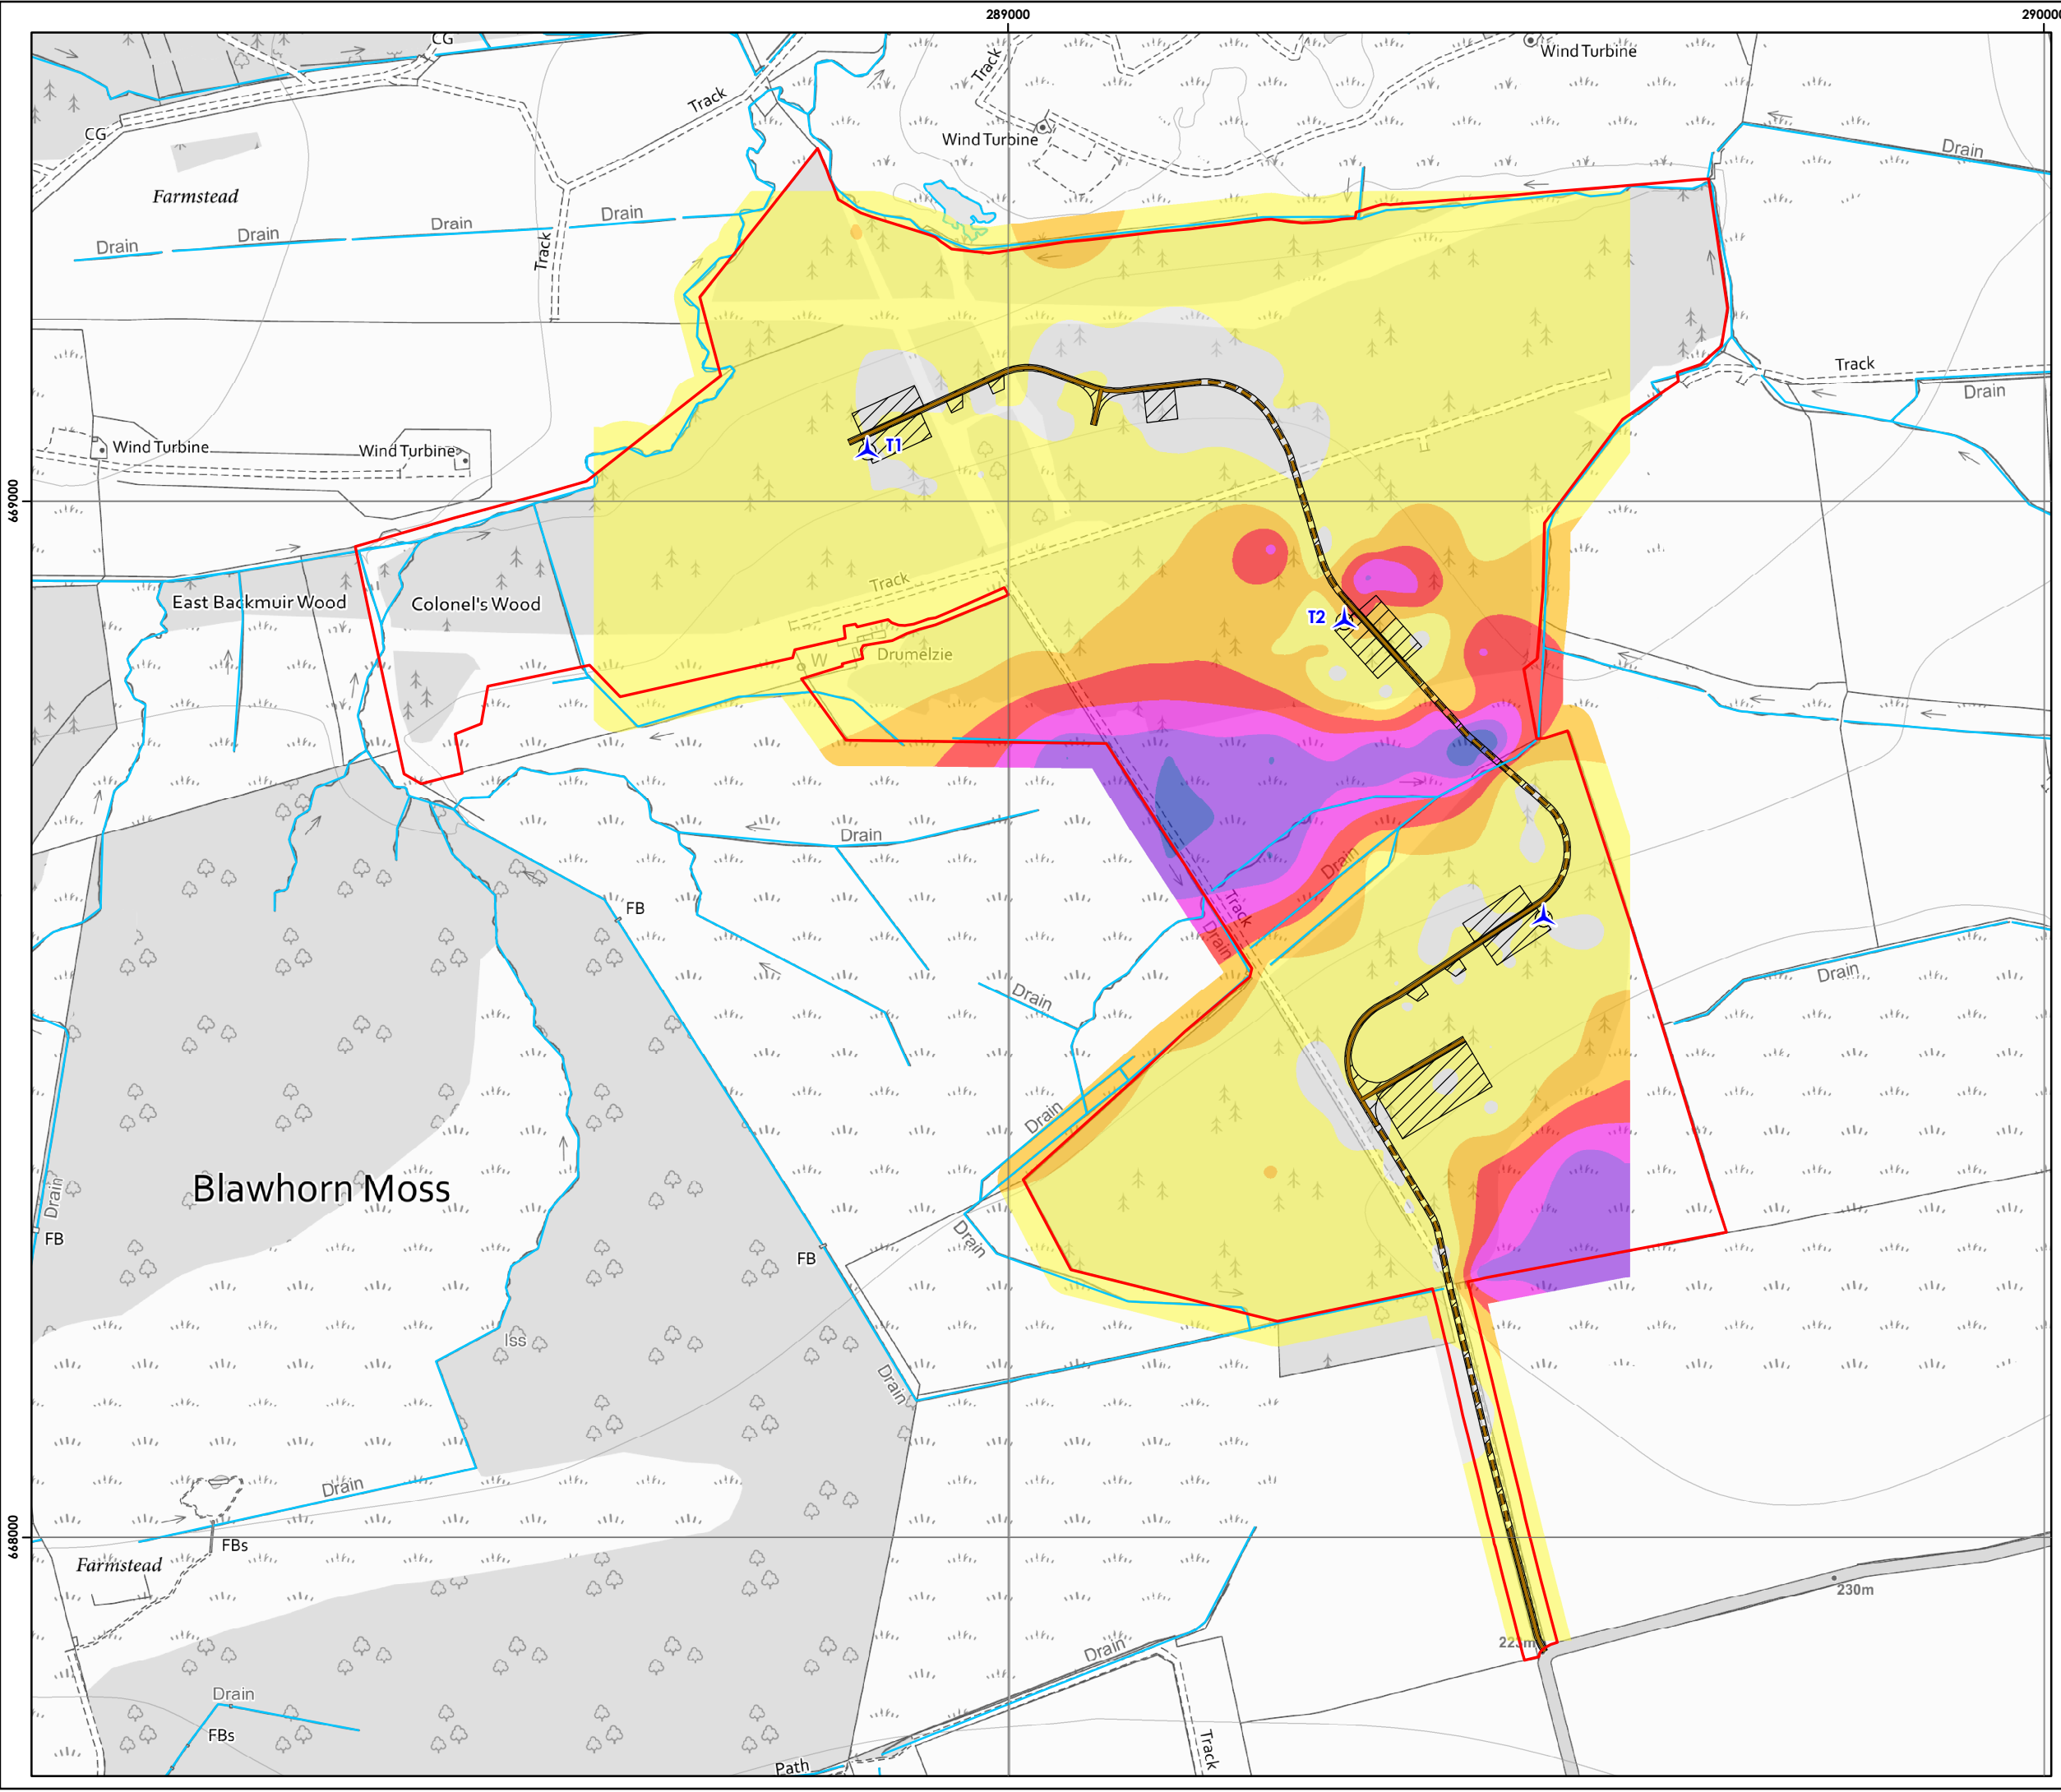 289000
290000
CG
Track
Wind Turbine
CG
Track
Wind Turbine
Drain
Farmstead
Drain
Drain
Drain
Drain
Track
Track
Drain
Wind Turbine
Wind Turbine
T1
669000
Track
East Backmuir Wood
Colonel's Wood
T2
W
Drumelzie
Drain
Drain
FB
Track
Drain
Drain
Drain
Drain
Blawhorn Moss
Drain
FB
FB
Drain
Iss
Drain
Drain
668000
FBs
Farmstead
230m
223m
Drain
Drain
FBs
Track
Path